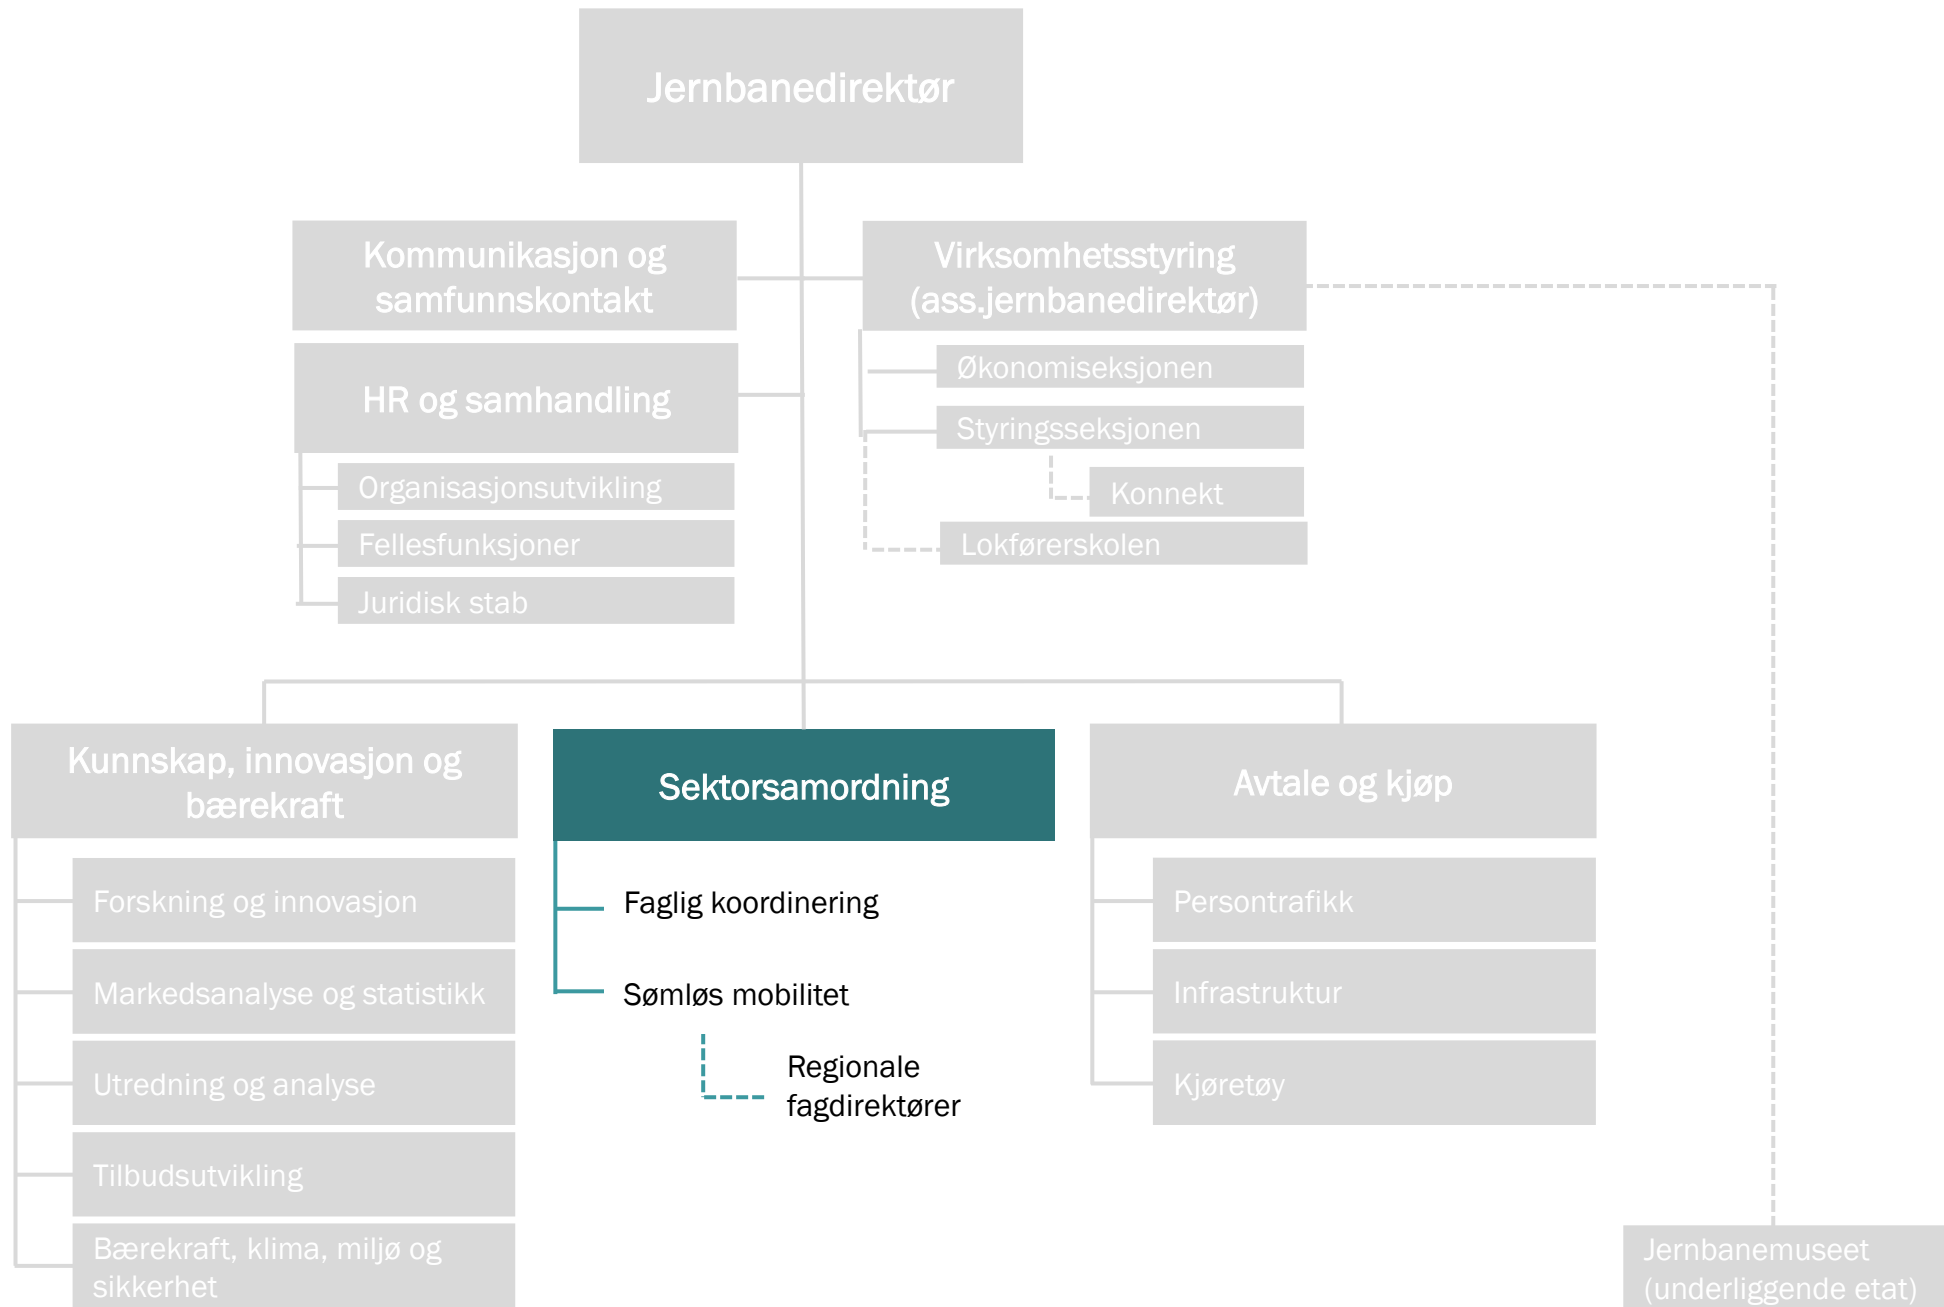 Jernbanedirektør
Kommunikasjon og
samfunnskontakt
Virksomhetsstyring
(ass.jernbanedirektør)
HR og samhandling
Organisasjonsutvikling
Fellesfunksjoner
Juridisk stab
Økonomiseksjonen
Styringsseksjonen
Konnekt
Lokførerskolen
Kunnskap, innovasjon og
bærekraft
Forskning og innovasjon
Markedsanalyse og statistikk
Utredning og analyse
Tilbudsutvikling
Bærekraft, klima, miljø og
sikkerhet
Sektorsamordning
Faglig koordinering
Sømløs mobilitet
Regionale
fagdirektører
Avtale og kjøp
Persontrafikk
Infrastruktur
Kjøretøy
Jernbanemuseet
(underliggende etat)